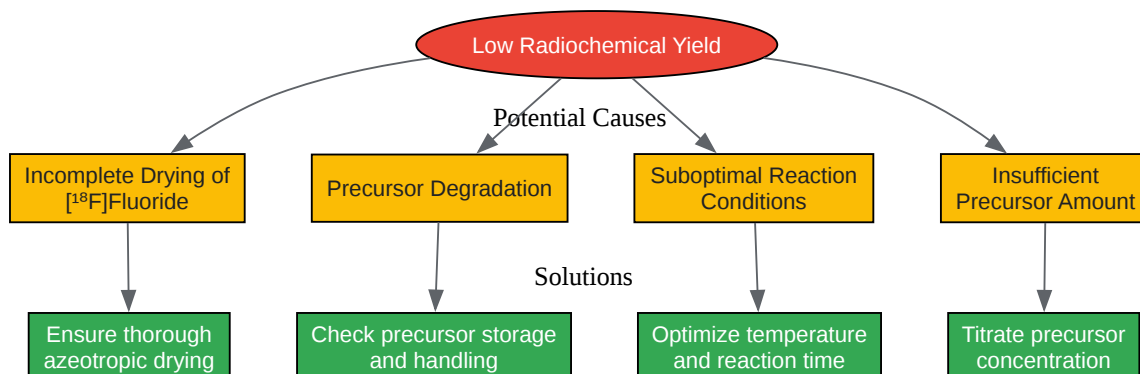 Low Radiochemical Yield
Potential Causes
Incomplete Drying of
[¹⁸F]Fluoride
Precursor Degradation
Suboptimal Reaction
Conditions
Insufficient
Precursor Amount
Solutions
Ensure thorough
azeotropic drying
Check precursor storage
and handling
Optimize temperature
and reaction time
Titrate precursor
concentration